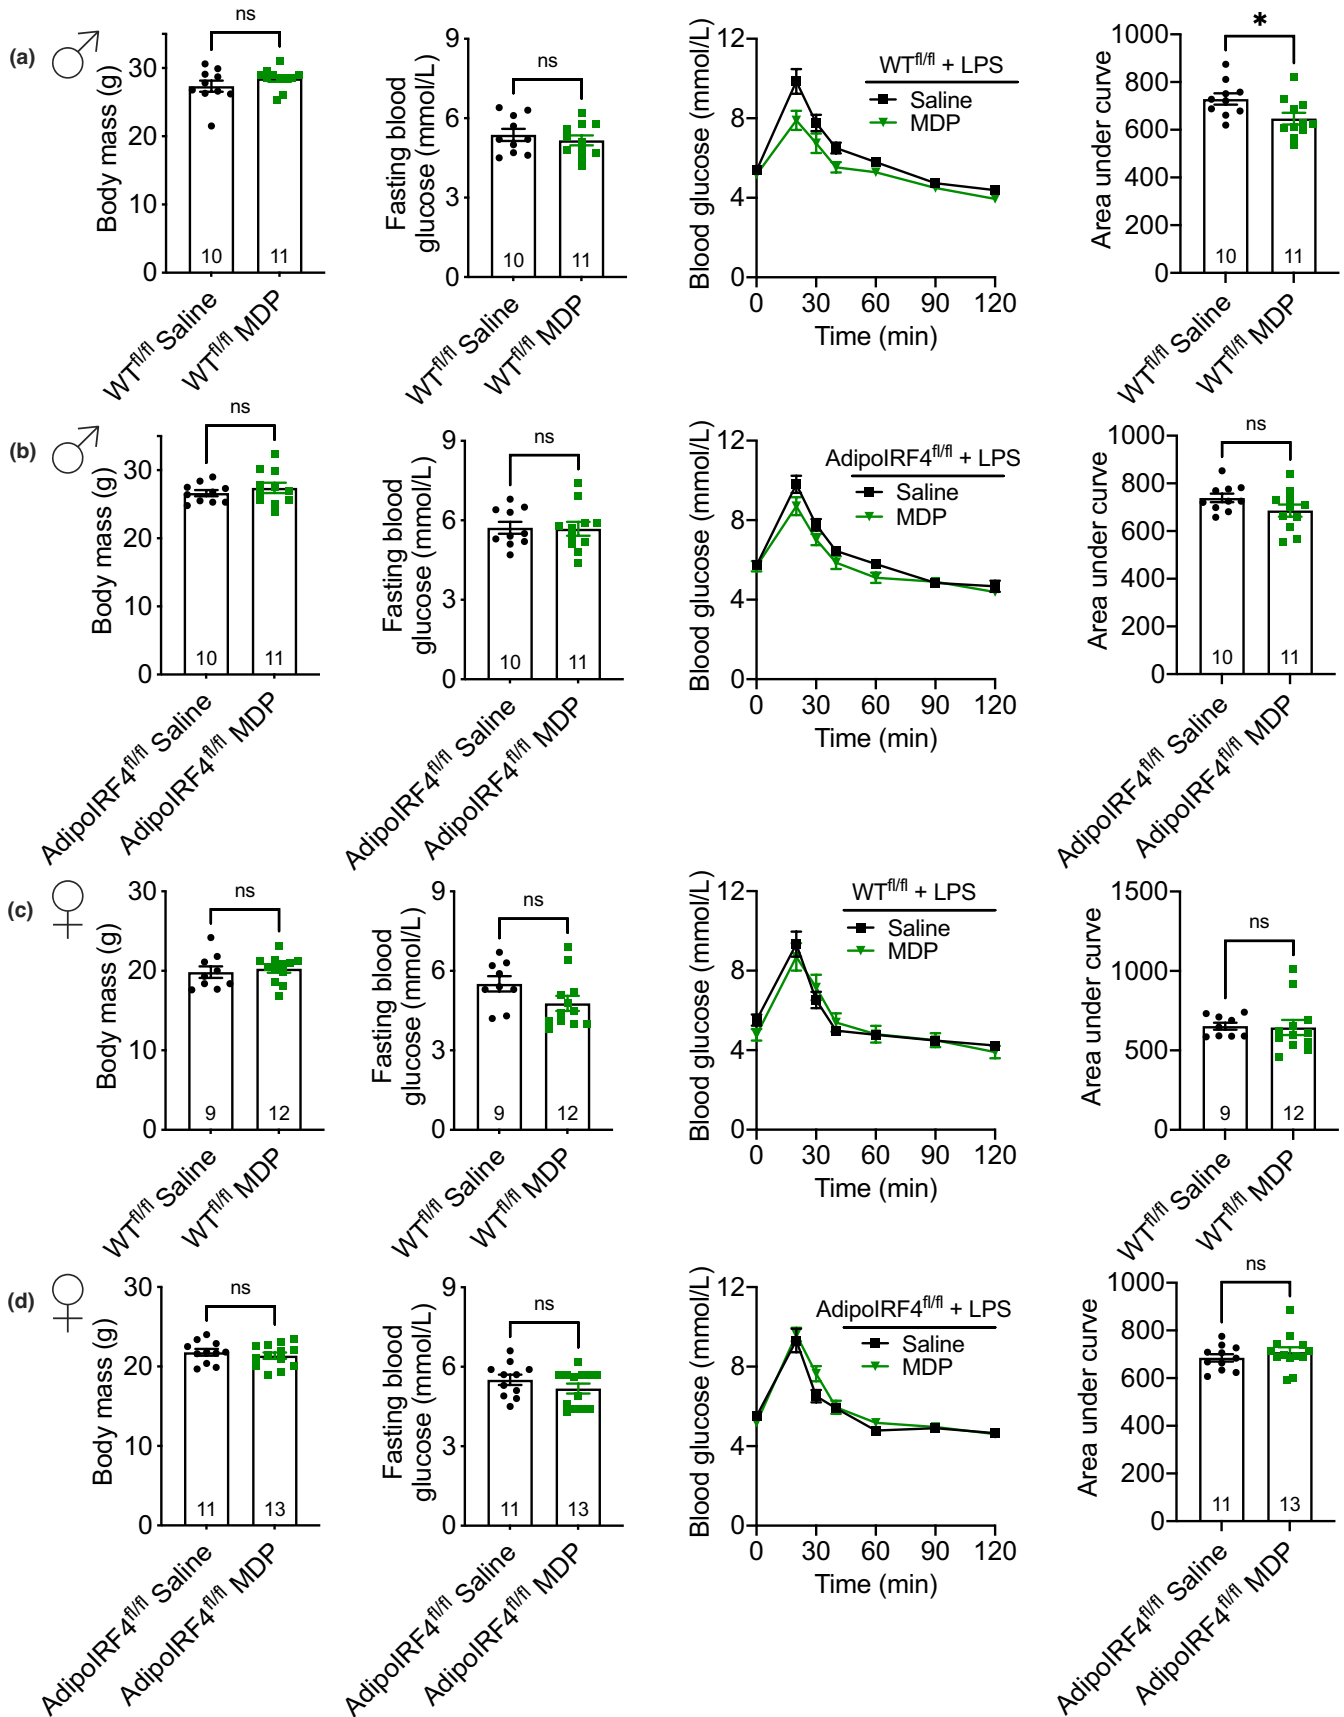 (a)
Body mass (g)
30
20
10
0
ns
10
11
WTfl/fl Saline
WTfl/fl MDP
Fasting blood
glucose (mmol/L)
9
6
3
0
ns
10
11
WTfl/fl Saline
WTfl/fl MDP
Blood glucose (mmol/L)
12
8
4
0
WTfl/fl + LPS
Saline
MDP
0 30 60 90 120
Time (min)
Area under curve
1000
800
600
400
200
0
*
10
11
WTfl/fl Saline
WTfl/fl MDP
(b)
Body mass (g)
30
20
10
0
ns
10
11
AdipoIRF4fl/fl Saline
AdipoIRF4fl/fl MDP
Fasting blood
glucose (mmol/L)
9
6
3
0
ns
10
11
AdipoIRF4fl/fl Saline
AdipoIRF4fl/fl MDP
Blood glucose (mmol/L)
12
8
4
0
AdipoIRF4fl/fl + LPS
Saline
MDP
0 30 60 90 120
Time (min)
Area under curve
1000
800
600
400
200
0
ns
10
11
AdipoIRF4fl/fl Saline
AdipoIRF4fl/fl MDP
(c)
Body mass (g)
30
20
10
0
ns
9
12
WTfl/fl Saline
WTfl/fl MDP
Fasting blood
glucose (mmol/L)
9
6
3
0
ns
9
12
WTfl/fl Saline
WTfl/fl MDP
Blood glucose (mmol/L)
12
8
4
0
WTfl/fl + LPS
Saline
MDP
0 30 60 90 120
Time (min)
Area under curve
1500
1000
500
0
ns
9
12
WTfl/fl Saline
WTfl/fl MDP
(d)
Body mass (g)
30
20
10
0
ns
11
13
AdipoIRF4fl/fl Saline
AdipoIRF4fl/fl MDP
Fasting blood
glucose (mmol/L)
9
6
3
0
ns
11
13
AdipoIRF4fl/fl Saline
AdipoIRF4fl/fl MDP
Blood glucose (mmol/L)
12
8
4
0
AdipoIRF4fl/fl + LPS
Saline
MDP
0 30 60 90 120
Time (min)
Area under curve
1000
800
600
400
200
0
ns
11
13
AdipoIRF4fl/fl Saline
AdipoIRF4fl/fl MDP